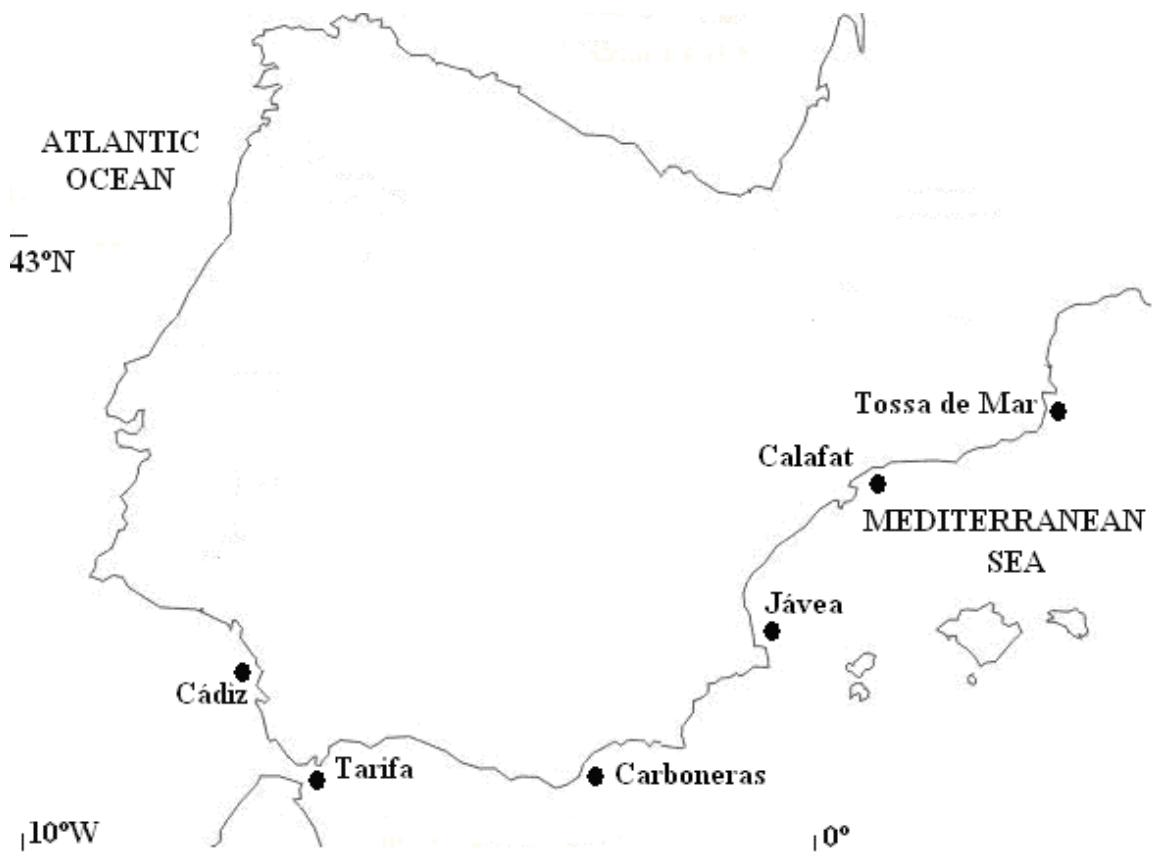 ATLANTIC
OCEAN
43ºN
Tossa de Mar
Calafat
MEDITERRANEAN
SEA
Jávea
Cádiz
Tarifa
Carboneras
10ºW
0º